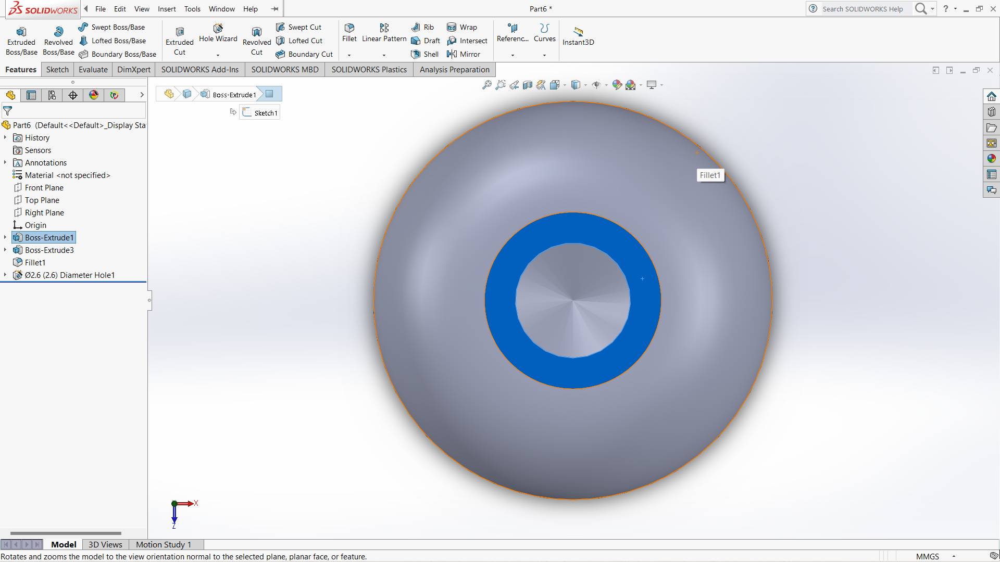 SOLIDWORKS File Edit View Insert Tools Window Help Part6 * Search SOLIDWORKS Help ?
Extruded Boss/Base Revolved Boss/Base Swept Boss/Base Lofted Boss/Base Boundary Boss/Base Extruded Cut Hole Wizard Revolved Cut Swept Cut Lofted Cut Boundary Cut Fillet Linear Pattern Rib Draft Shell Wrap Intersect Mirror Referenc... Curves Instant3D
Features Sketch Evaluate DimXpert SOLIDWORKS Add-Ins SOLIDWORKS MBD SOLIDWORKS Plastics Analysis Preparation
Boss-Extrude1
Sketch1
Part6 (Default<<Default>_Display Sta
History
Sensors
A Annotations
Material <not specified>
Front Plane
Top Plane
Right Plane
Origin
Boss-Extrude1
Boss-Extrude3
Fillet1
Ø2.6 (2.6) Diameter Hole1
Fillet1
X
Z
Model 3D Views Motion Study 1
Rotates and zooms the model to the view orientation normal to the selected plane, planar face, or feature. MMGS